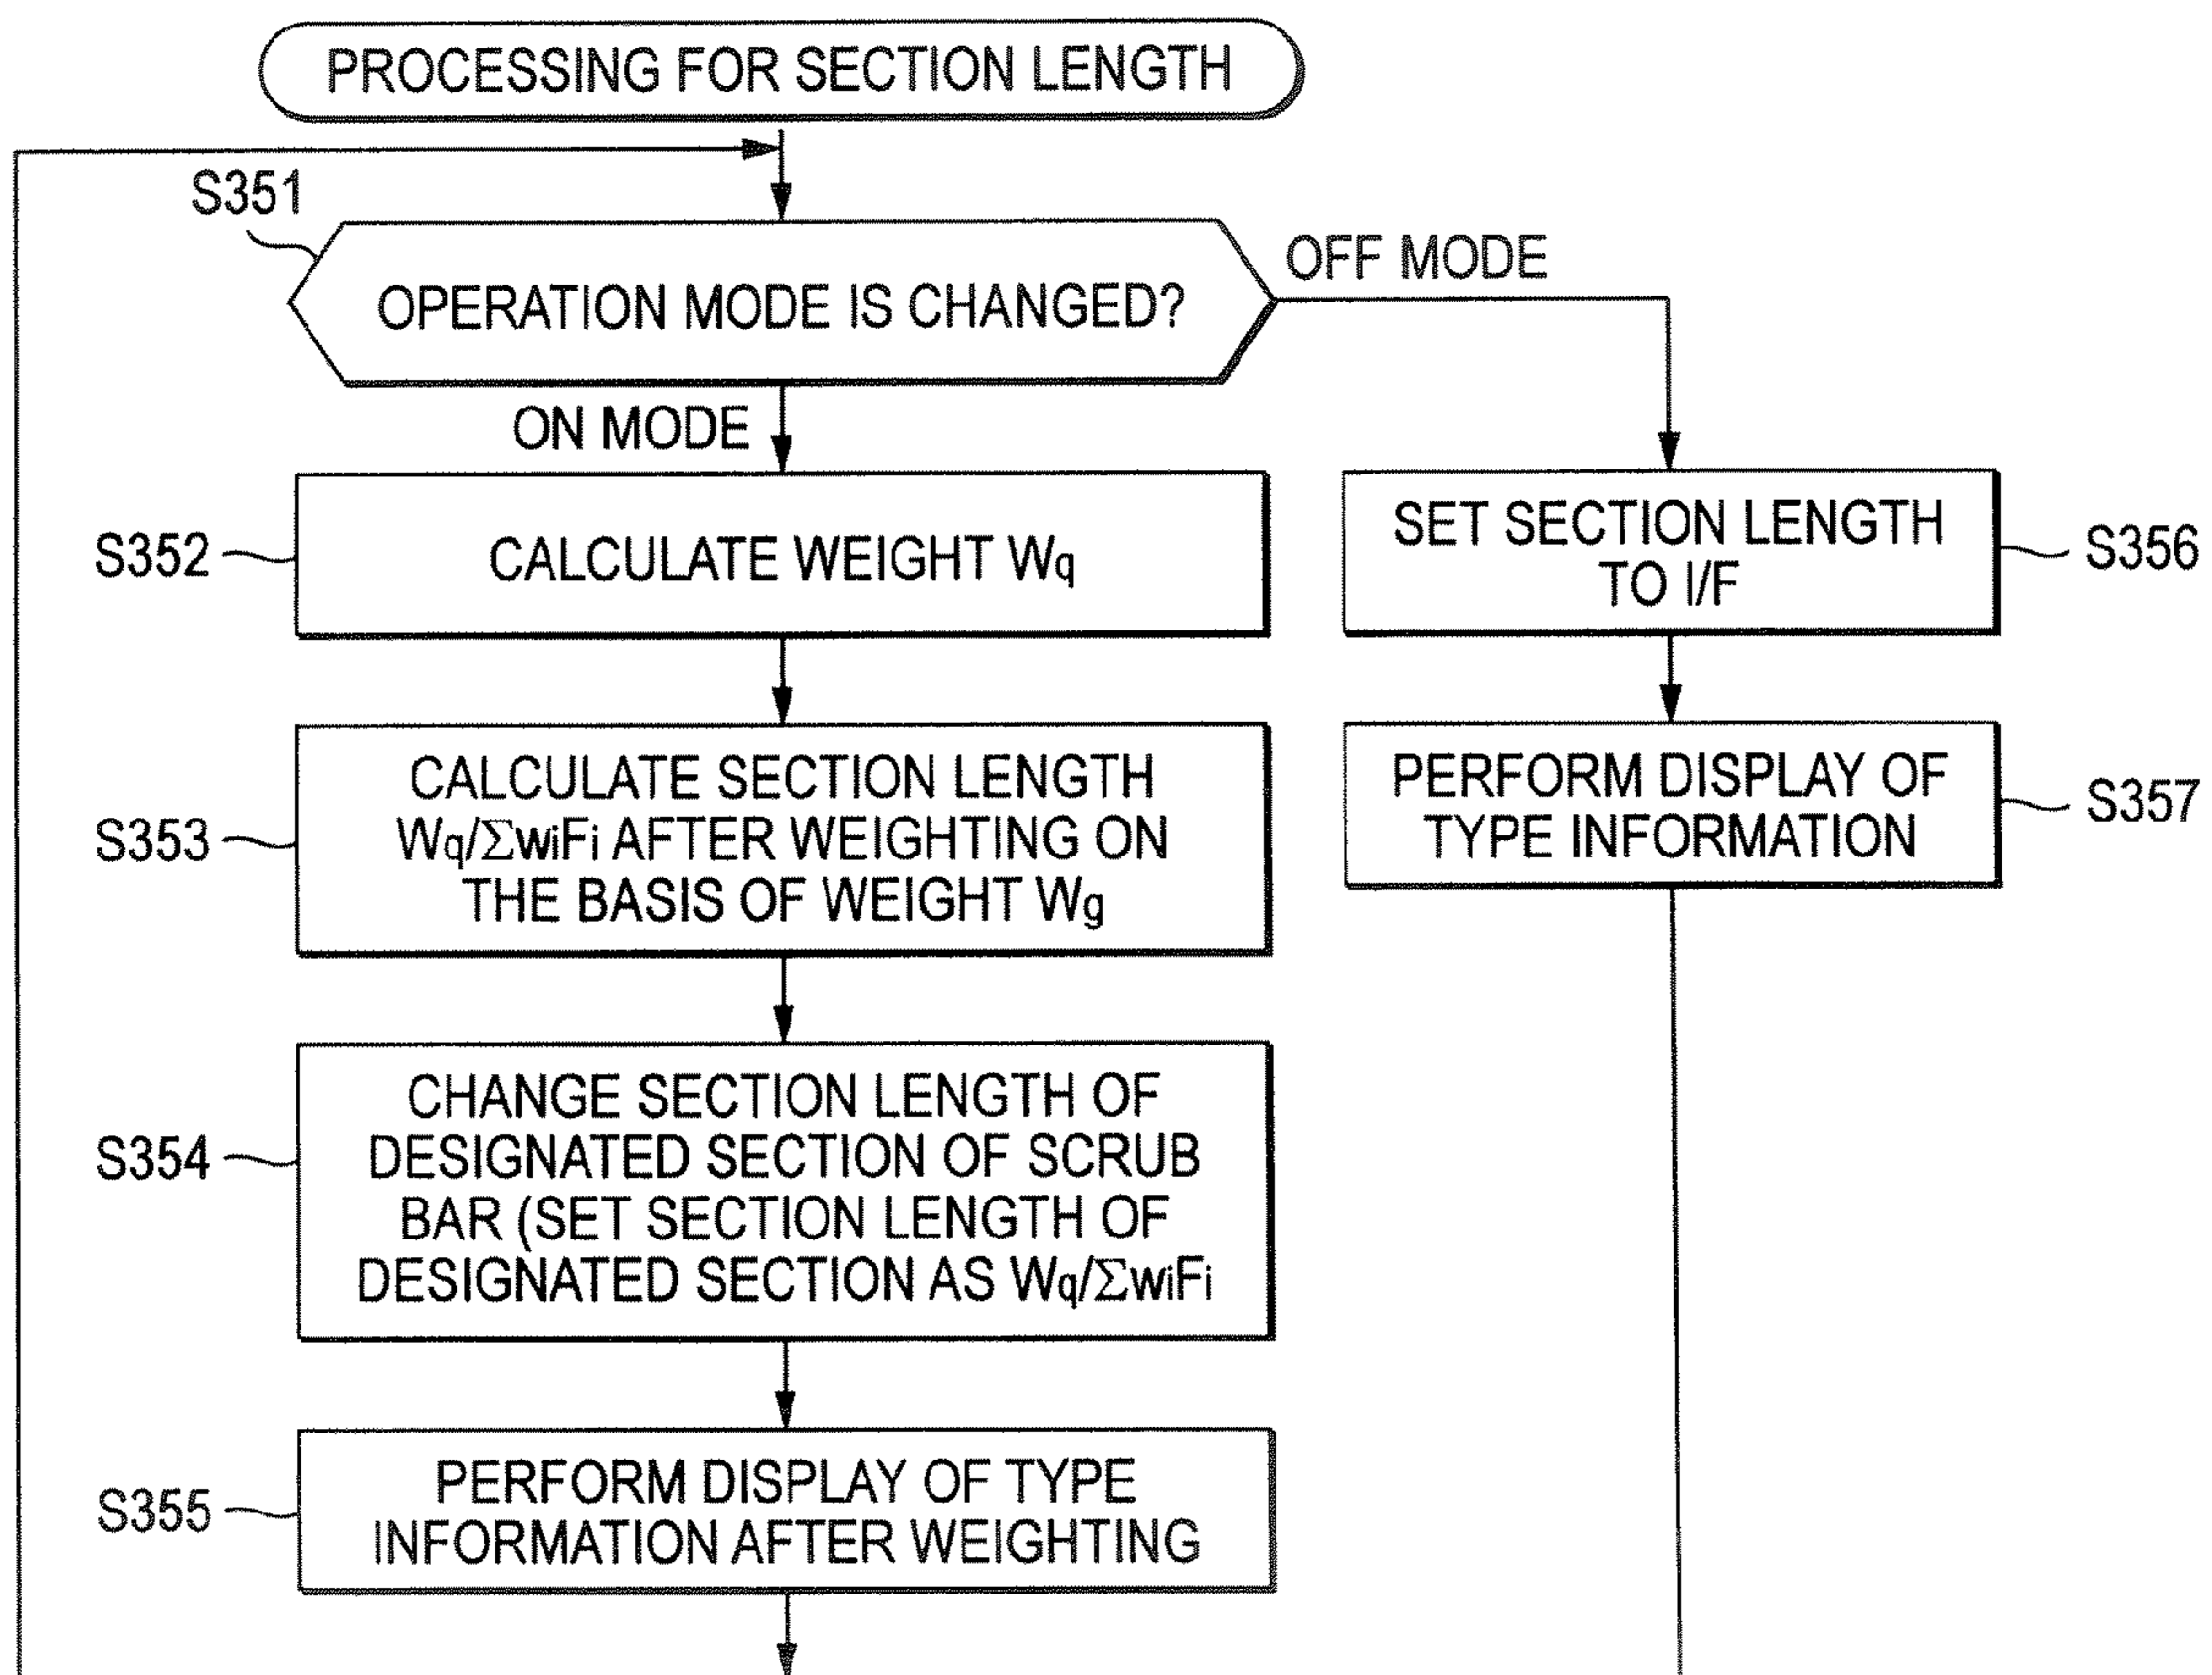 PROCESSING FOR SECTION LENGTH
S351
OPERATION MODE IS CHANGED?
OFF MODE
ON MODE
S352
CALCULATE WEIGHT Wq
SET SECTION LENGTH
TO I/F
S356
S353
CALCULATE SECTION LENGTH
Wq/ΣwiFi AFTER WEIGHTING ON
THE BASIS OF WEIGHT Wg
PERFORM DISPLAY OF
TYPE INFORMATION
S357
S354
CHANGE SECTION LENGTH OF
DESIGNATED SECTION OF SCRUB
BAR (SET SECTION LENGTH OF
DESIGNATED SECTION AS Wq/ΣwiFi
S355
PERFORM DISPLAY OF TYPE
INFORMATION AFTER WEIGHTING